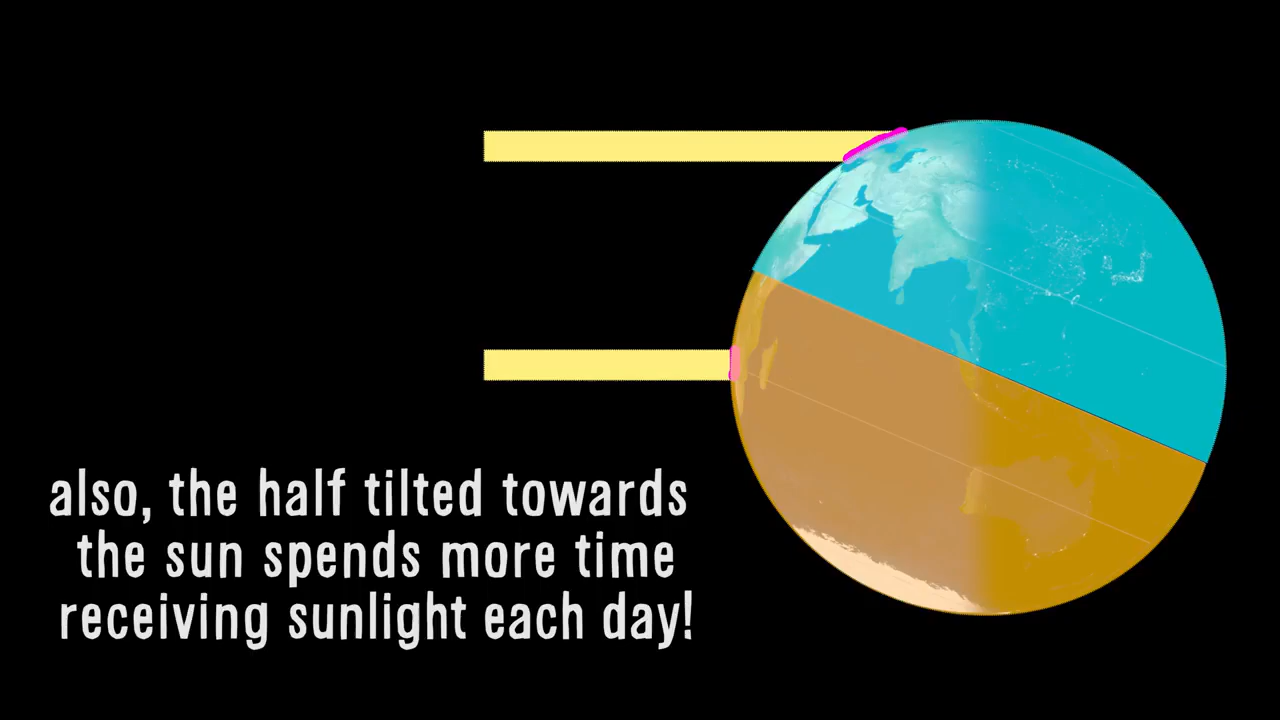 also, the half tilted towards
the sun spends more time
receiving sunlight each day!